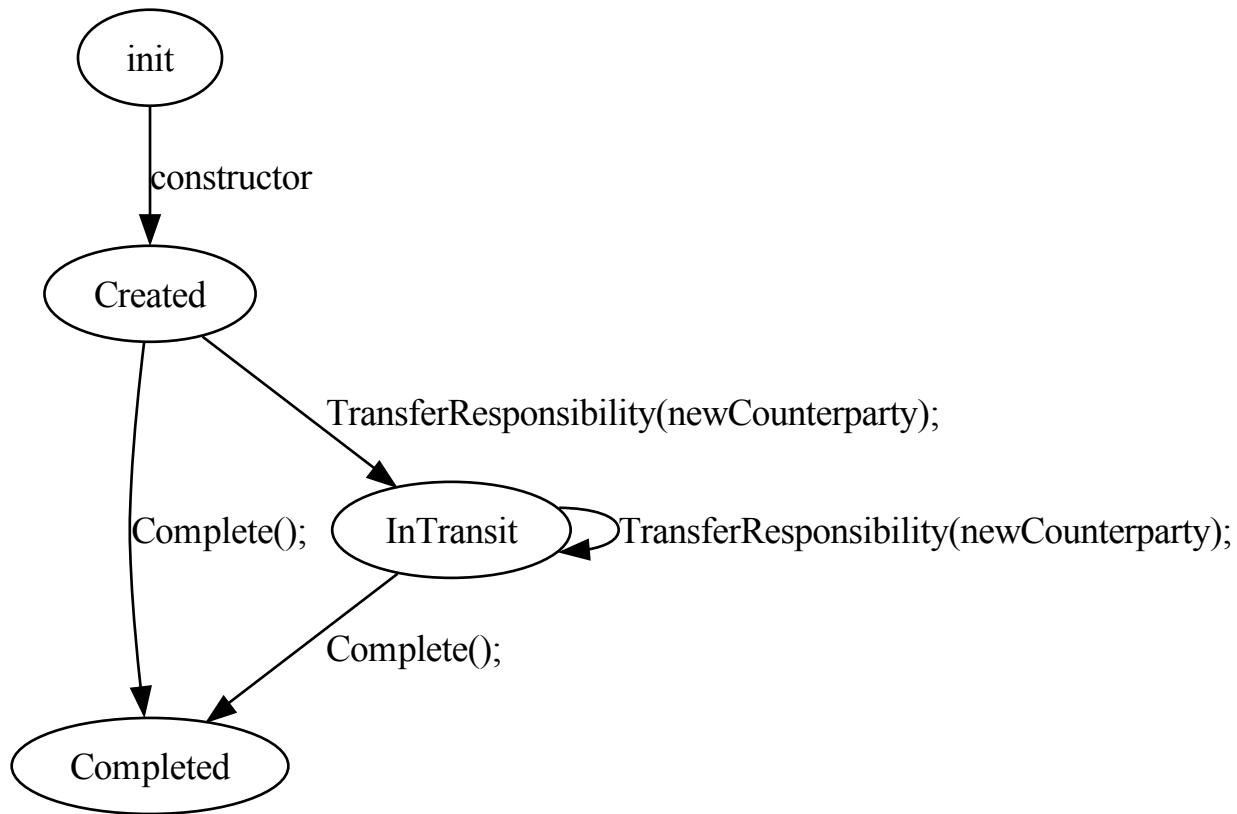 init
constructor
Created
TransferResponsibility(newCounterparty);
Complete();
InTransit
TransferResponsibility(newCounterparty);
Complete();
Completed